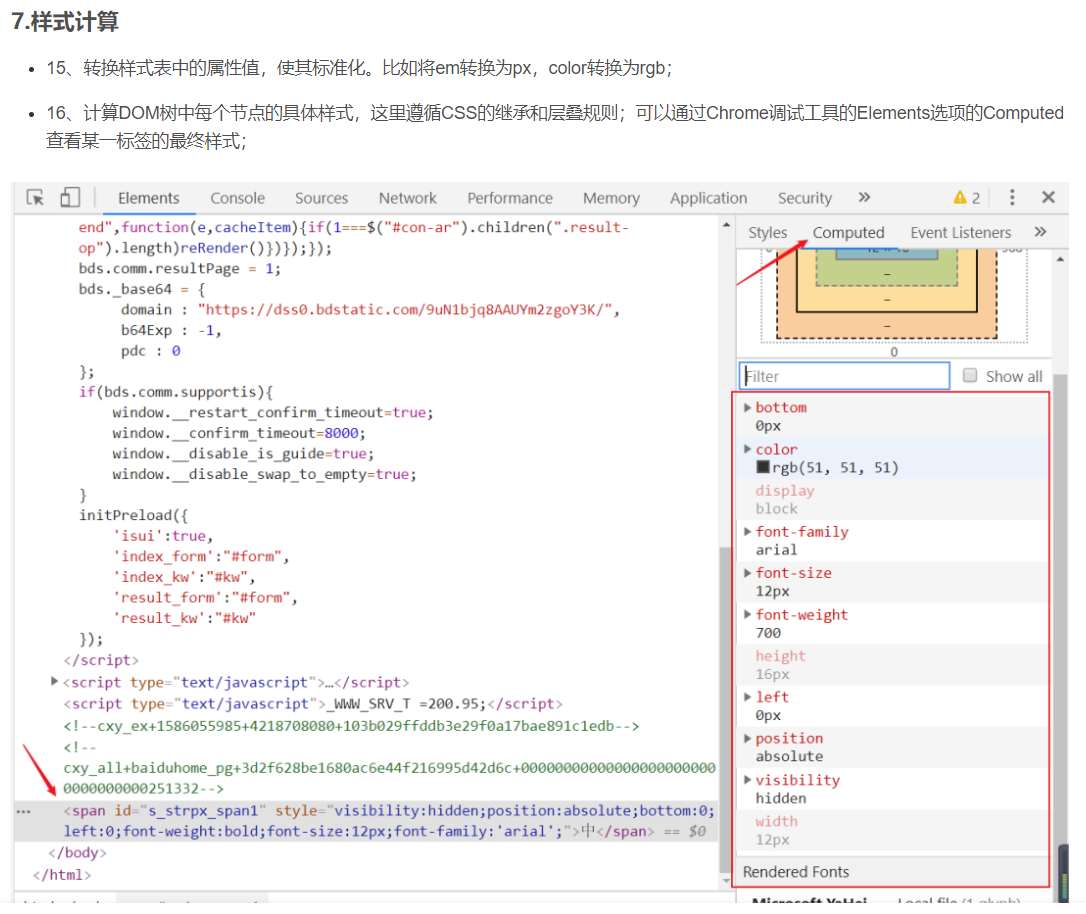 7.样式计算
15、转换样式表中的属性值，使其标准化。比如将em转换为px，color转换为rgb；
16、计算DOM树中每个节点的具体样式，这里遵循CSS的继承和层叠规则；可以通过Chrome调试工具的Elements选项的Computed
查看某一标签的最终样式；
Elements Console Sources Network Performance Memory Application Security » 2
end",function(e,cacheItem){if(1===$("#con-ar").children(".result-
op").length)reRender()})});});
bds.comm.resultPage = 1;
bds._base64 = {
domain : "https://dss0.bdstatic.com/9uN1bjq8AAUYm2zgoY3K/",
b64Exp : -1,
pdc : 0
};
if(bds.comm.supportis){
window.__restart_confirm_timeout=true;
window.__confirm_timeout=8000;
window.__disable_is_guide=true;
window.__disable_swap_to_empty=true;
}
initPreload({
'isui':true,
'index_form':"#form",
'index_kw':"#kw",
'result_form':"#form",
'result_kw':"#kw"
});
</script>
<script type="text/javascript">…</script>
<script type="text/javascript">_WWW_SRV_T =200.95;</script>
<!--cxy_ex+1586055985+4218708080+103b029ffddb3e29f0a17bae891c1edb-->
<!--
cxy_all+baiduhome_pg+3d2f628be1680ac6e44f216995d42d6c+00000000000000000000000
0000000000251332-->
<span id="s_strpx_span1" style="visibility:hidden;position:absolute;bottom:0;
left:0;font-weight:bold;font-size:12px;font-family:'arial';">中</span> == $0
</body>
</html>
Styles Computed Event Listeners »
–
–
–
0
Filter Show all
bottom
0px
color
rgb(51, 51, 51)
display
block
font-family
arial
font-size
12px
font-weight
700
height
16px
left
0px
position
absolute
visibility
hidden
width
12px
Rendered Fonts
Microsoft YaHei — Local file (1 glyph)